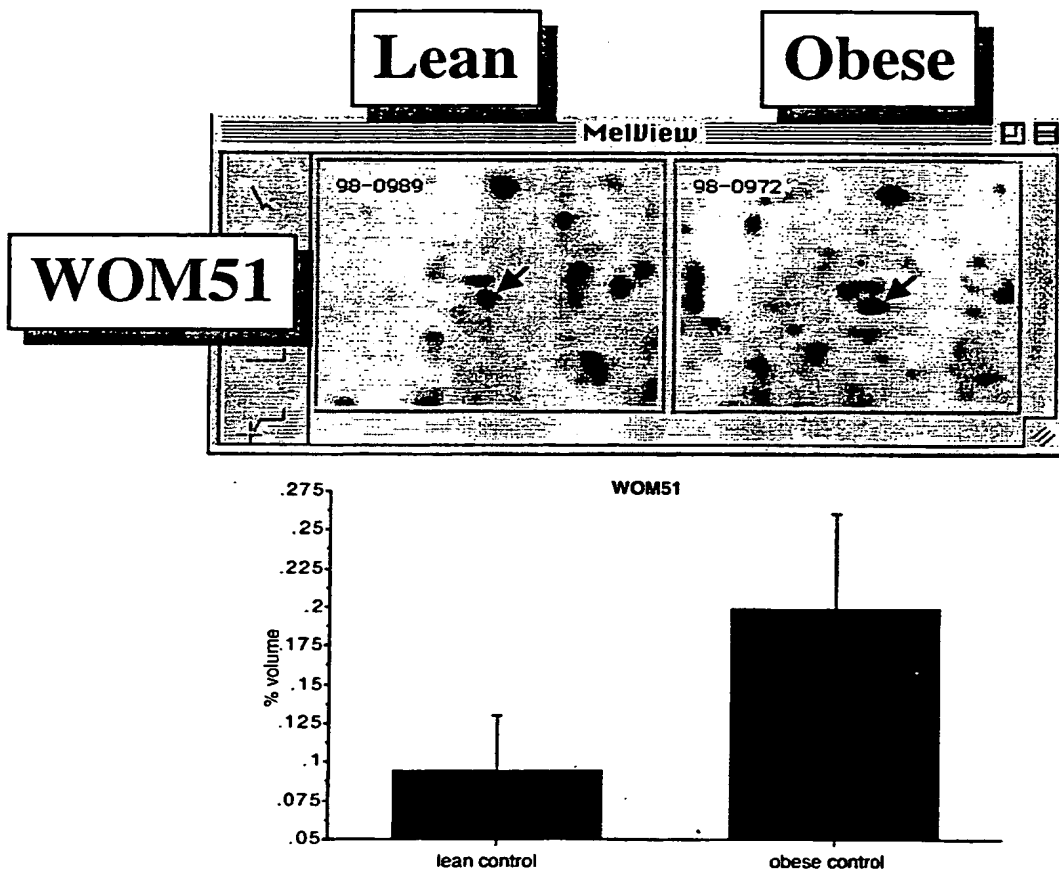 Lean
Obese
MelView
98-0989
98-0972
WOM51
WOM51
% volume
.275
.25
.225
.2
.175
.15
.125
.1
.075
.05
lean control
obese control